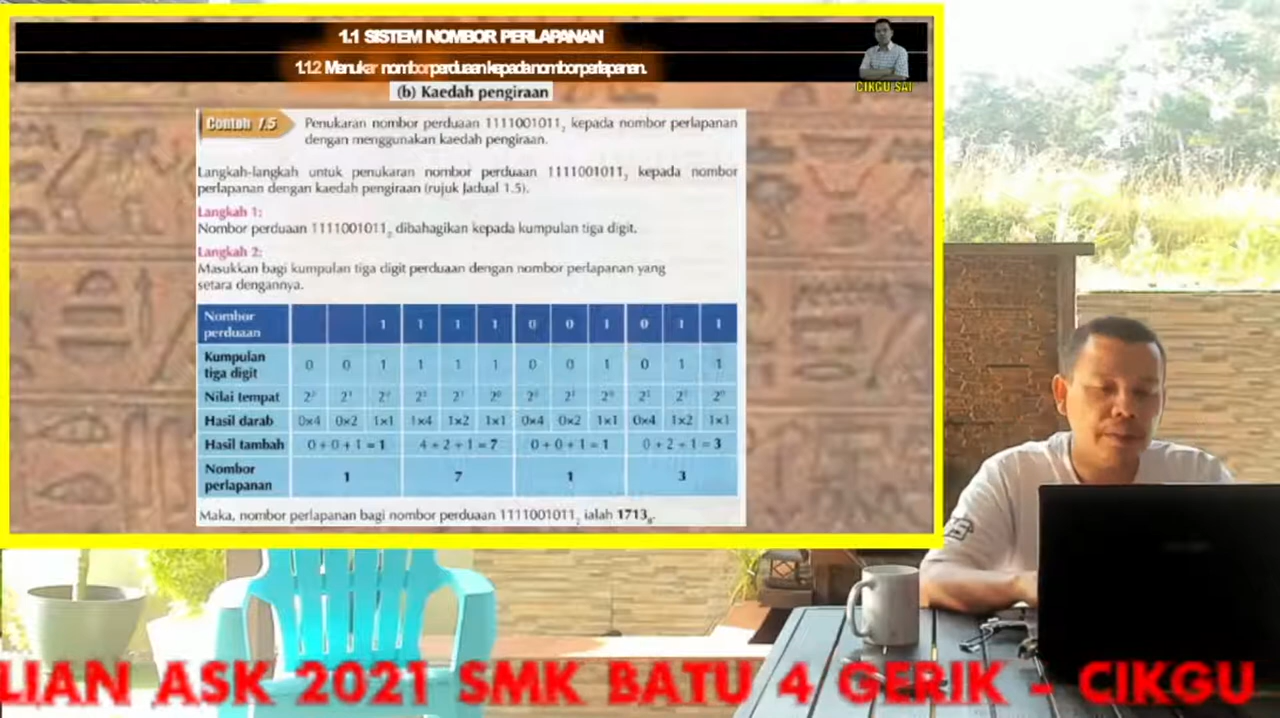 1.1 SISTEM NOMBOR PERLAPANAN
1.1.2 Menukar nombor perduaan kepada nombor perlapanan.
CIKGU SAI
(b) Kaedah pengiraan
Contoh 1.5
Penukaran nombor perduaan 1111001011₂ kepada nombor perlapanan
dengan menggunakan kaedah pengiraan.
Langkah-langkah untuk penukaran nombor perduaan 1111001011₂ kepada nombor
perlapanan dengan kaedah pengiraan (rujuk Jadual 1.5).
Langkah 1:
Nombor perduaan 1111001011₂ dibahagikan kepada kumpulan tiga digit.
Langkah 2:
Masukkan bagi kumpulan tiga digit perduaan dengan nombor perlapanan yang
setara dengannya.
Nombor perduaan 1 1 1 1 0 0 1 0 1 1
Kumpulan tiga digit 0 0 1 1 1 1 0 0 1 0 1 1
Nilai tempat 2² 2¹ 2⁰ 2² 2¹ 2⁰ 2² 2¹ 2⁰ 2² 2¹ 2⁰
Hasil darab 0×4 0×2 1×1 1×4 1×2 1×1 0×4 0×2 1×1 0×4 1×2 1×1
Hasil tambah 0 + 0 + 1 = 1 4 + 2 + 1 = 7 0 + 0 + 1 = 1 0 + 2 + 1 = 3
Nombor perlapanan 1 7 1 3
Maka, nombor perlapanan bagi nombor perduaan 1111001011₂ ialah 1713₈.
LIAN ASK 2021 SMK BATU 4 GERIK - CIKGU